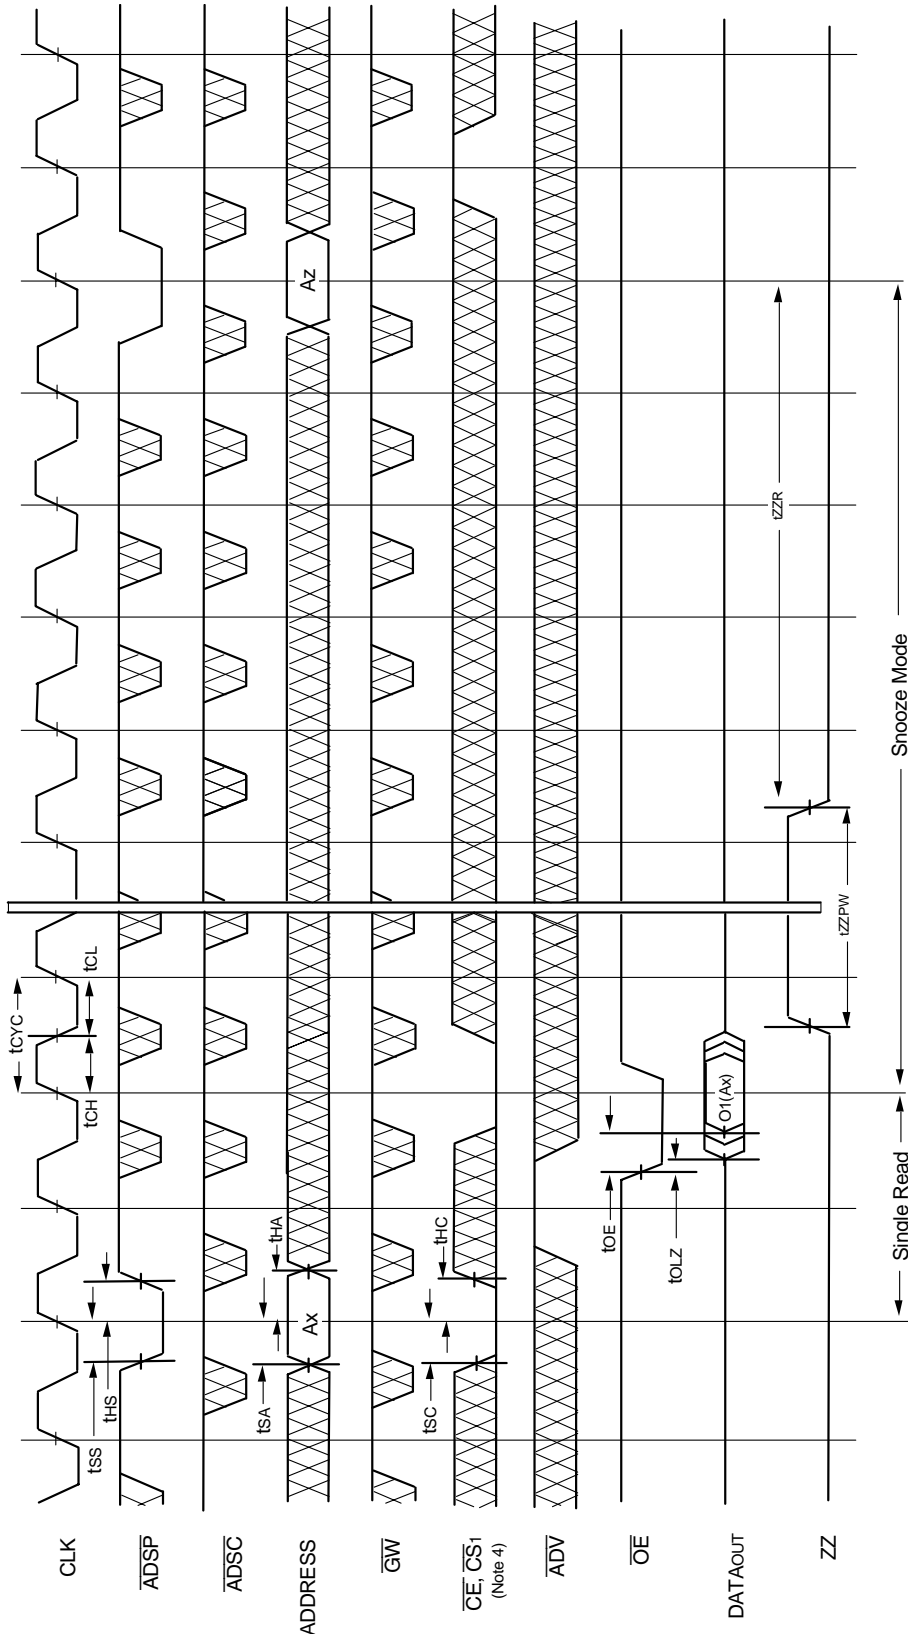 CLK
ADSP
ADSC
ADDRESS
GW
CE, CS1
(Note 4)
ADV
OE
DATAOUT
ZZ
tCYC
tCH
tCL
tSS
tHS
tSA
tHA
Ax
Az
tSC
tHC
tOE
tOLZ
O1(Ax)
tZZPW
tZZR
Single Read
Snooze Mode